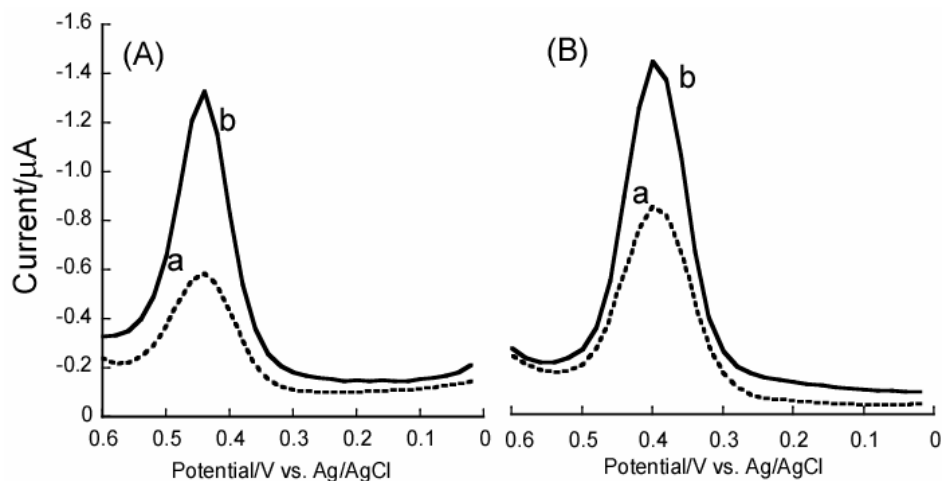 -1.6
(A)
(B)
-1.4
b
b
-1.2
-1.0
Current/μA
-0.8
a
-0.6
a
-0.4
-0.2
0
0.6 0.5 0.4 0.3 0.2 0.1 0
0.6 0.5 0.4 0.3 0.2 0.1 0
Potential/V vs. Ag/AgCl
Potential/V vs. Ag/AgCl